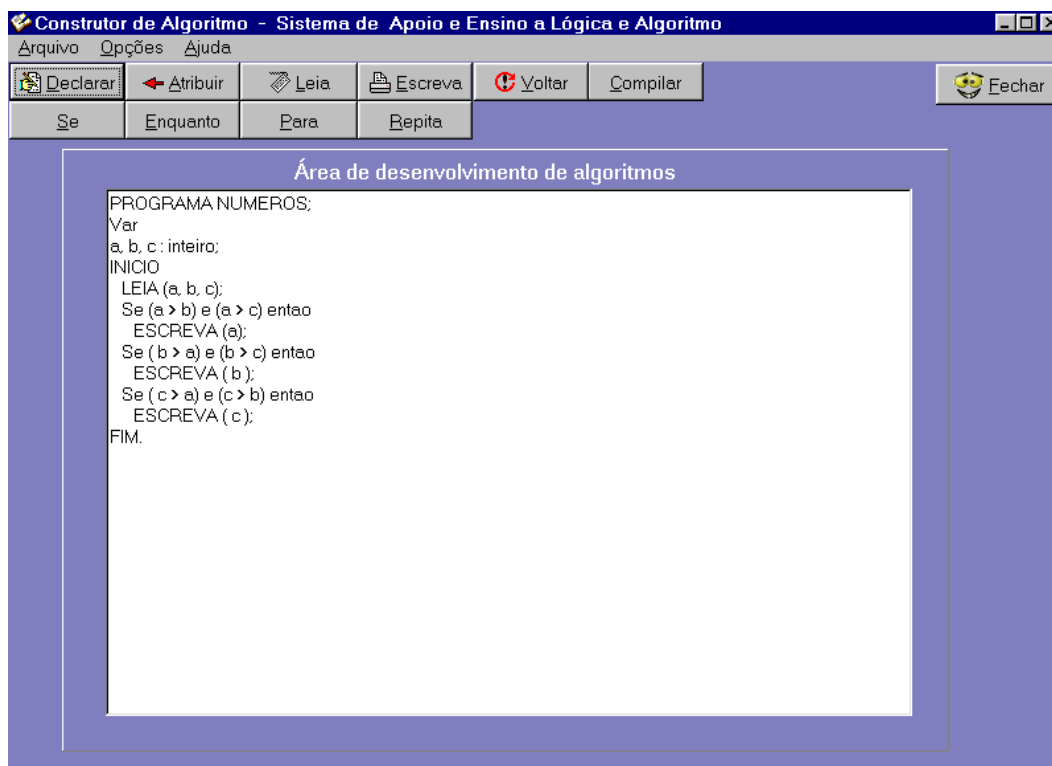 Construtor de Algoritmo - Sistema de Apoio e Ensino a Lógica e Algoritmo
Arquivo Opções Ajuda
Declarar Atribuir Leia Escreva Voltar Compilar Fechar
Se Enquanto Para Repita
Área de desenvolvimento de algoritmos
PROGRAMA NUMEROS;
Var
a, b, c : inteiro;
INICIO
LEIA (a, b, c);
Se (a > b) e (a > c) entao
ESCREVA (a);
Se ( b > a) e (b > c) entao
ESCREVA ( b );
Se ( c > a) e (c > b) entao
ESCREVA ( c );
FIM.